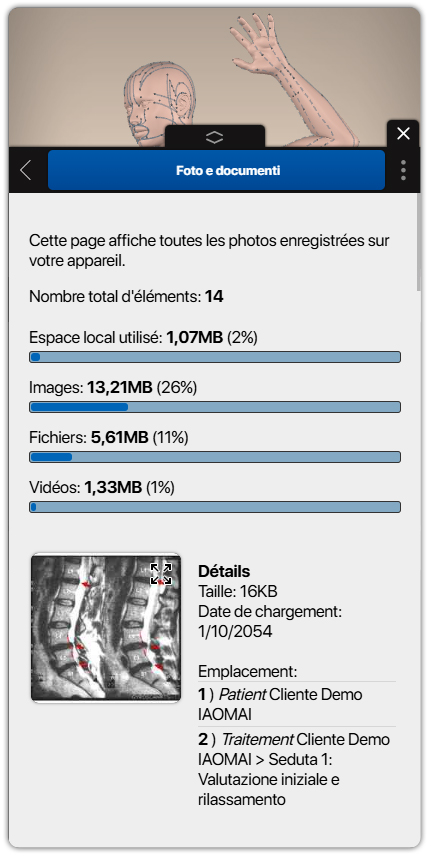 Foto e documenti
Cette page affiche toutes les photos enregistrées sur
votre appareil.
Nombre total d'éléments: 14
Espace local utilisé: 1,07MB (2%)
Images: 13,21MB (26%)
Fichiers: 5,61MB (11%)
Vidéos: 1,33MB (1%)
Détails
Taille: 16KB
Date de chargement:
1/10/2054
Emplacement:
1 ) Patient Cliente Demo
IAOMAI
2 ) Traitement Cliente Demo
IAOMAI > Seduta 1:
Valutazione iniziale e
rilassamento